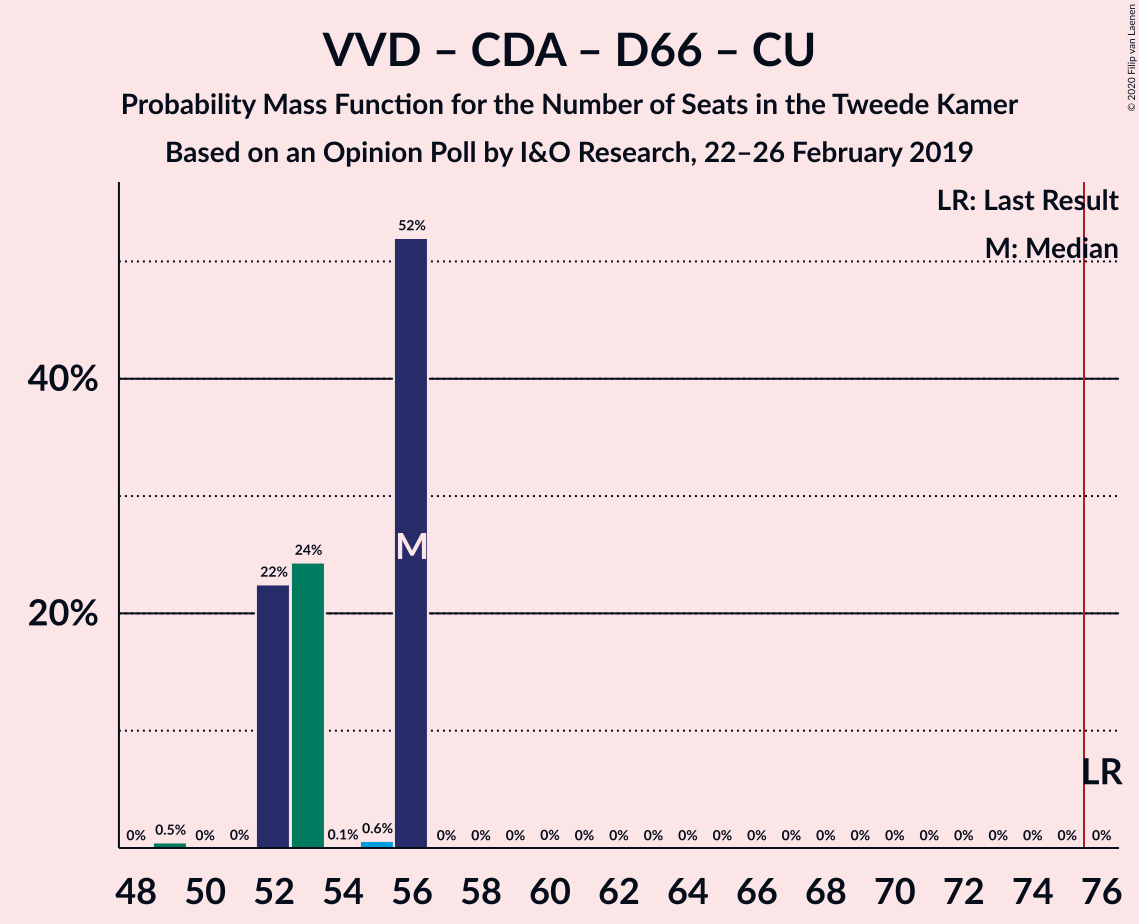 VVD – CDA – D66 – CU
Probability Mass Function for the Number of Seats in the Tweede Kamer
Based on an Opinion Poll by I&O Research, 22–26 February 2019
© 2020 Filip van Laenen
LR: Last Result
M: Median
52%
40%
24%
22%
M
20%
LR
0% 0.5% 0% 0% 0.1% 0.6% 0% 0% 0% 0% 0% 0% 0% 0% 0% 0% 0% 0% 0% 0% 0% 0% 0% 0% 0% 0%
48 50 52 54 56 58 60 62 64 66 68 70 72 74 76